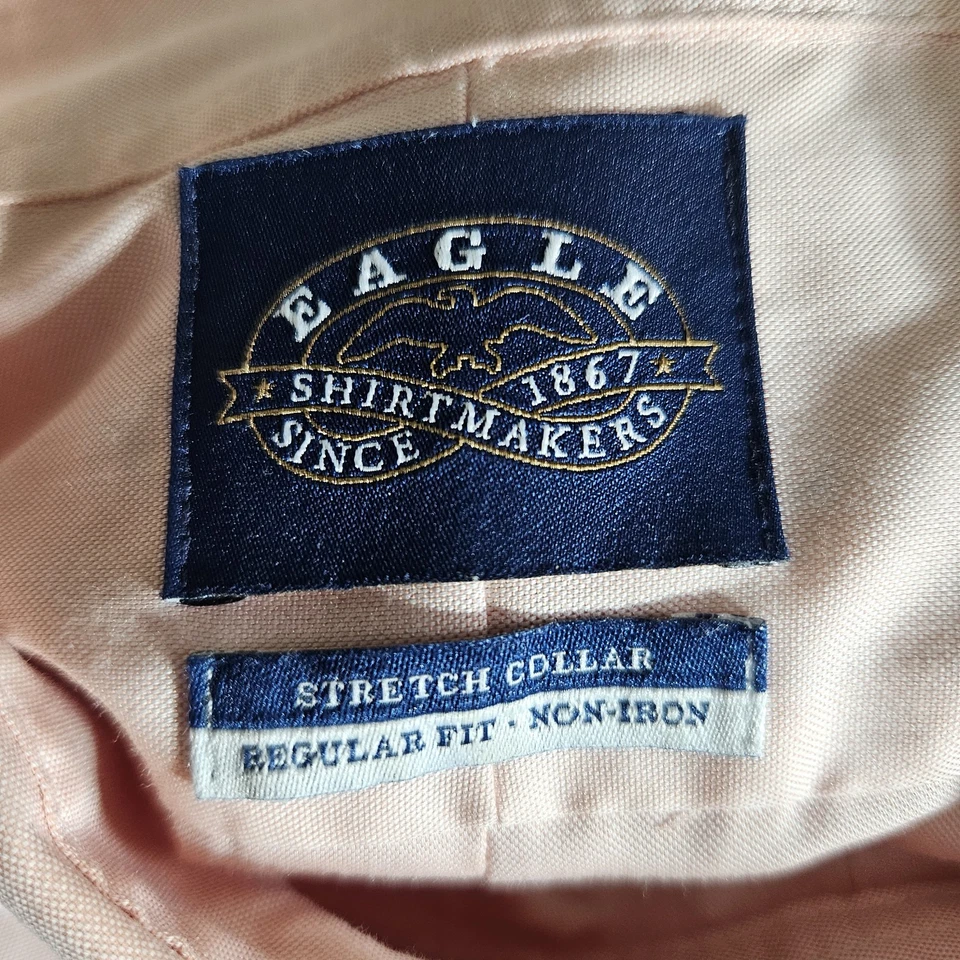 EAGLE
SHIRTMAKERS
SINCE 1867
STRETCH COLLAR
REGULAR FIT · NON-IRON